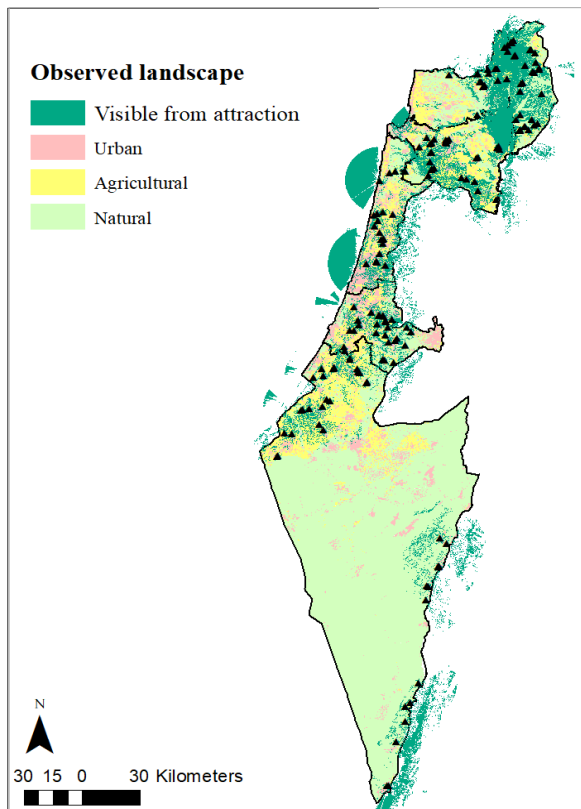 Observed landscape
Visible from attraction
Urban
Agricultural
Natural
N
30 15 0 30 Kilometers